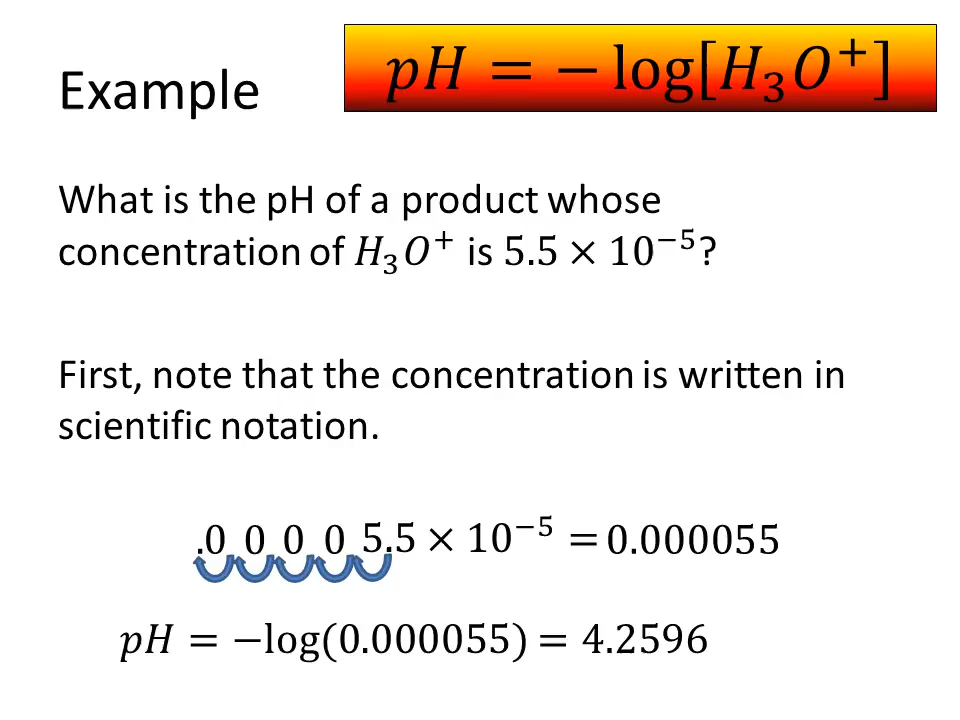 Example
pH = − log[H₃O⁺]
What is the pH of a product whose
concentration of H₃O⁺ is 5.5 × 10⁻⁵?
First, note that the concentration is written in
scientific notation.
.0 0 0 0 5.5 × 10⁻⁵ = 0.000055
pH = −log(0.000055) = 4.2596